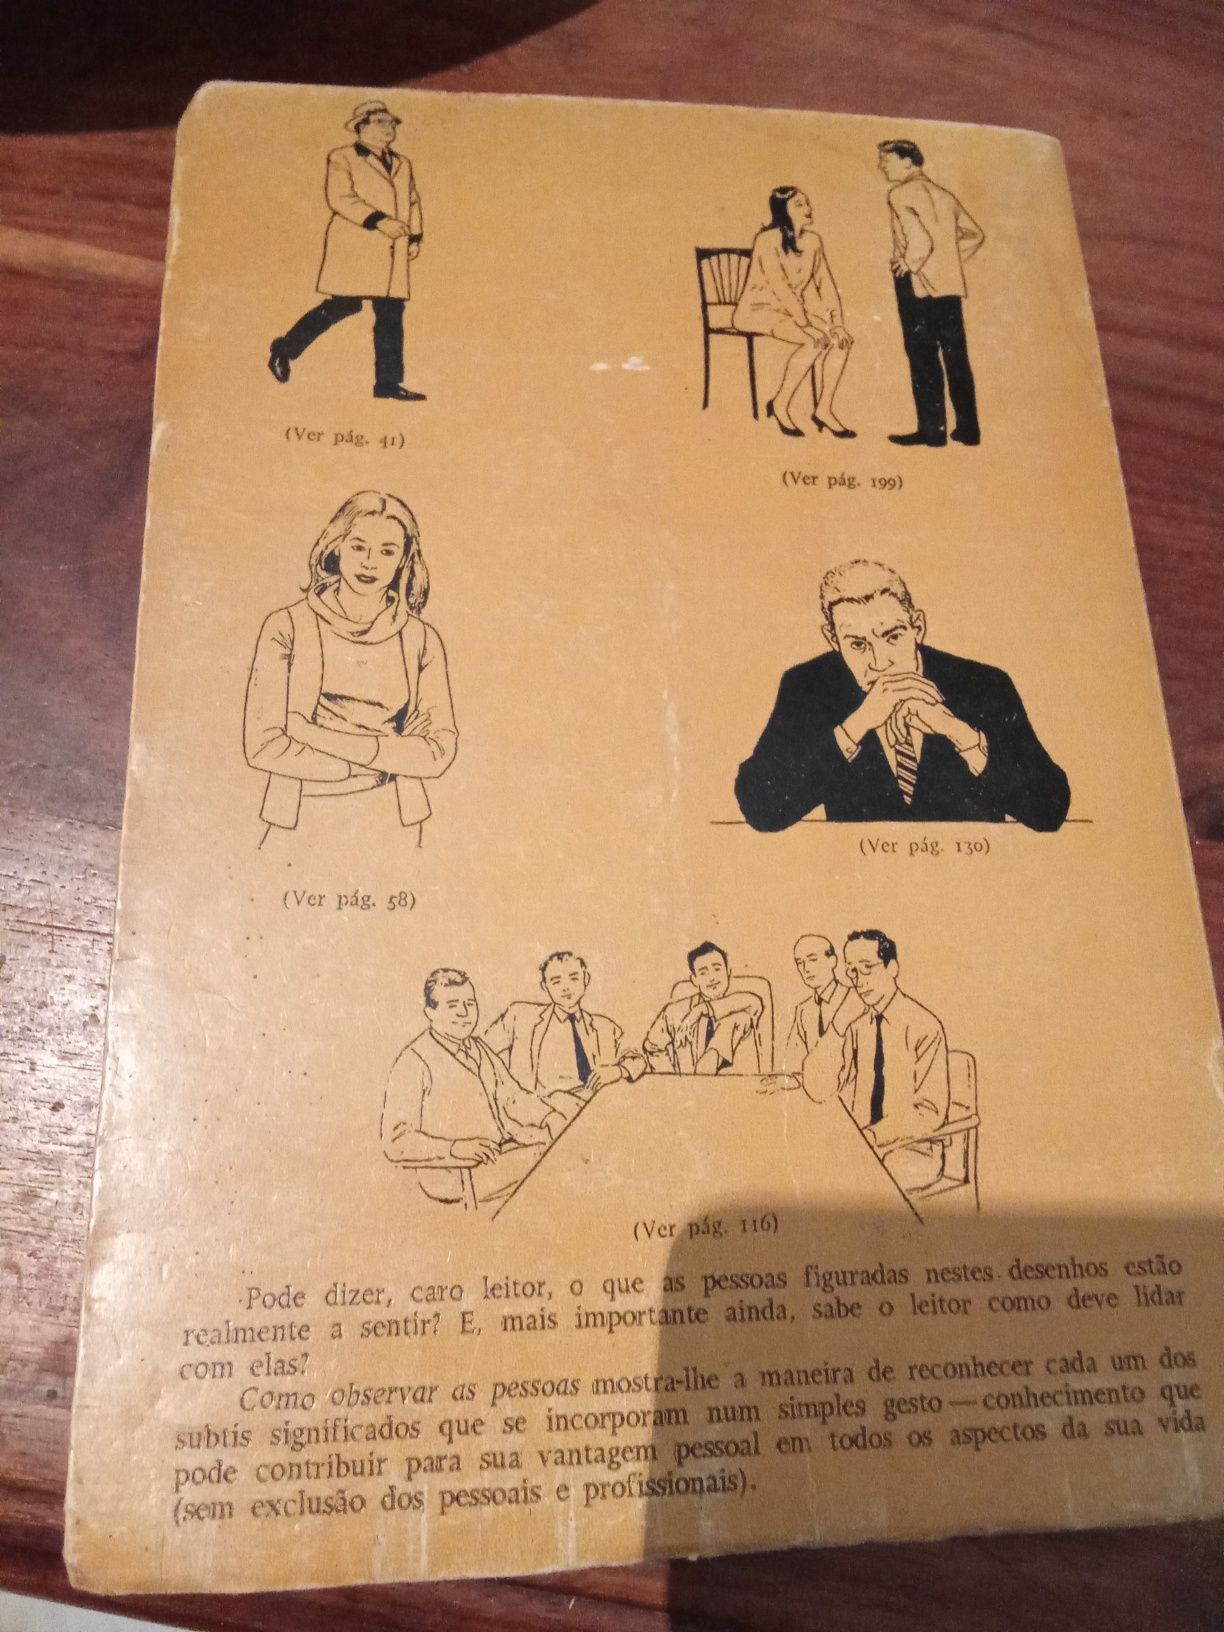 (Ver pág. 41)
(Ver pág. 199)
(Ver pág. 58)
(Ver pág. 130)
(Ver pág. 116)
Pode dizer, caro leitor, o que as pessoas figuradas nestes desenhos estão
realmente a sentir? E, mais importante ainda, sabe o leitor como deve lidar
com elas?
Como observar as pessoas mostra-lhe a maneira de reconhecer cada um dos
subtis significados que se incorporam num simples gesto — conhecimento que
pode contribuir para sua vantagem pessoal em todos os aspectos da sua vida
(sem exclusão dos pessoais e profissionais).